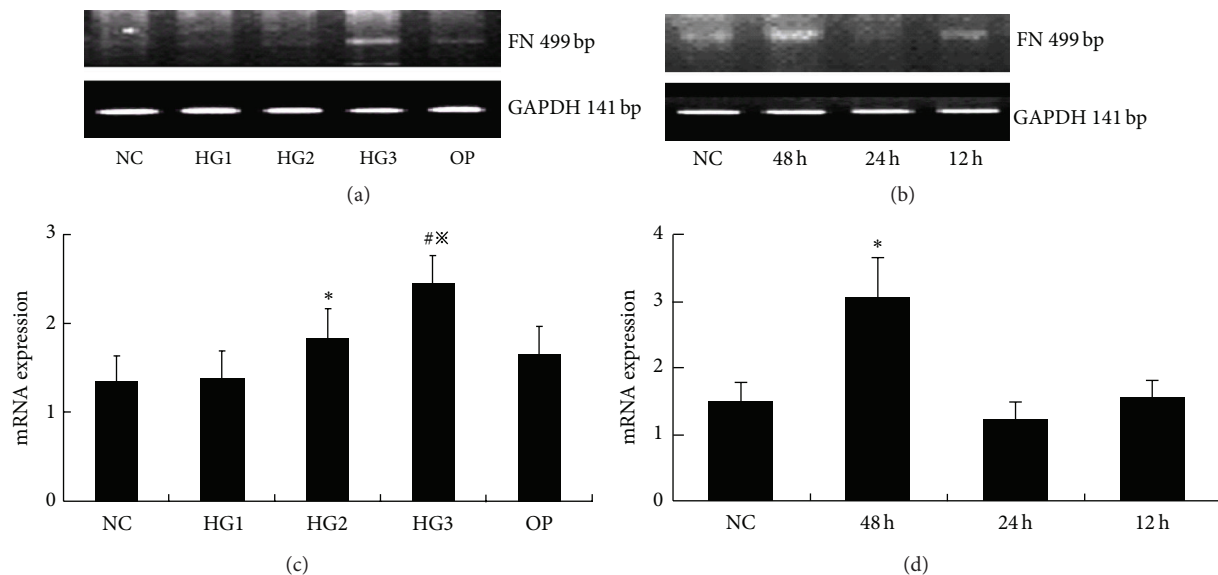 FN 499 bp
GAPDH 141 bp
NC HG1 HG2 HG3 OP
(a)
FN 499 bp
GAPDH 141 bp
NC 48 h 24 h 12 h
(b)
mRNA expression
3
2
1
0
*
#※
NC HG1 HG2 HG3 OP
(c)
mRNA expression
4
3
2
1
0
*
NC 48 h 24 h 12 h
(d)